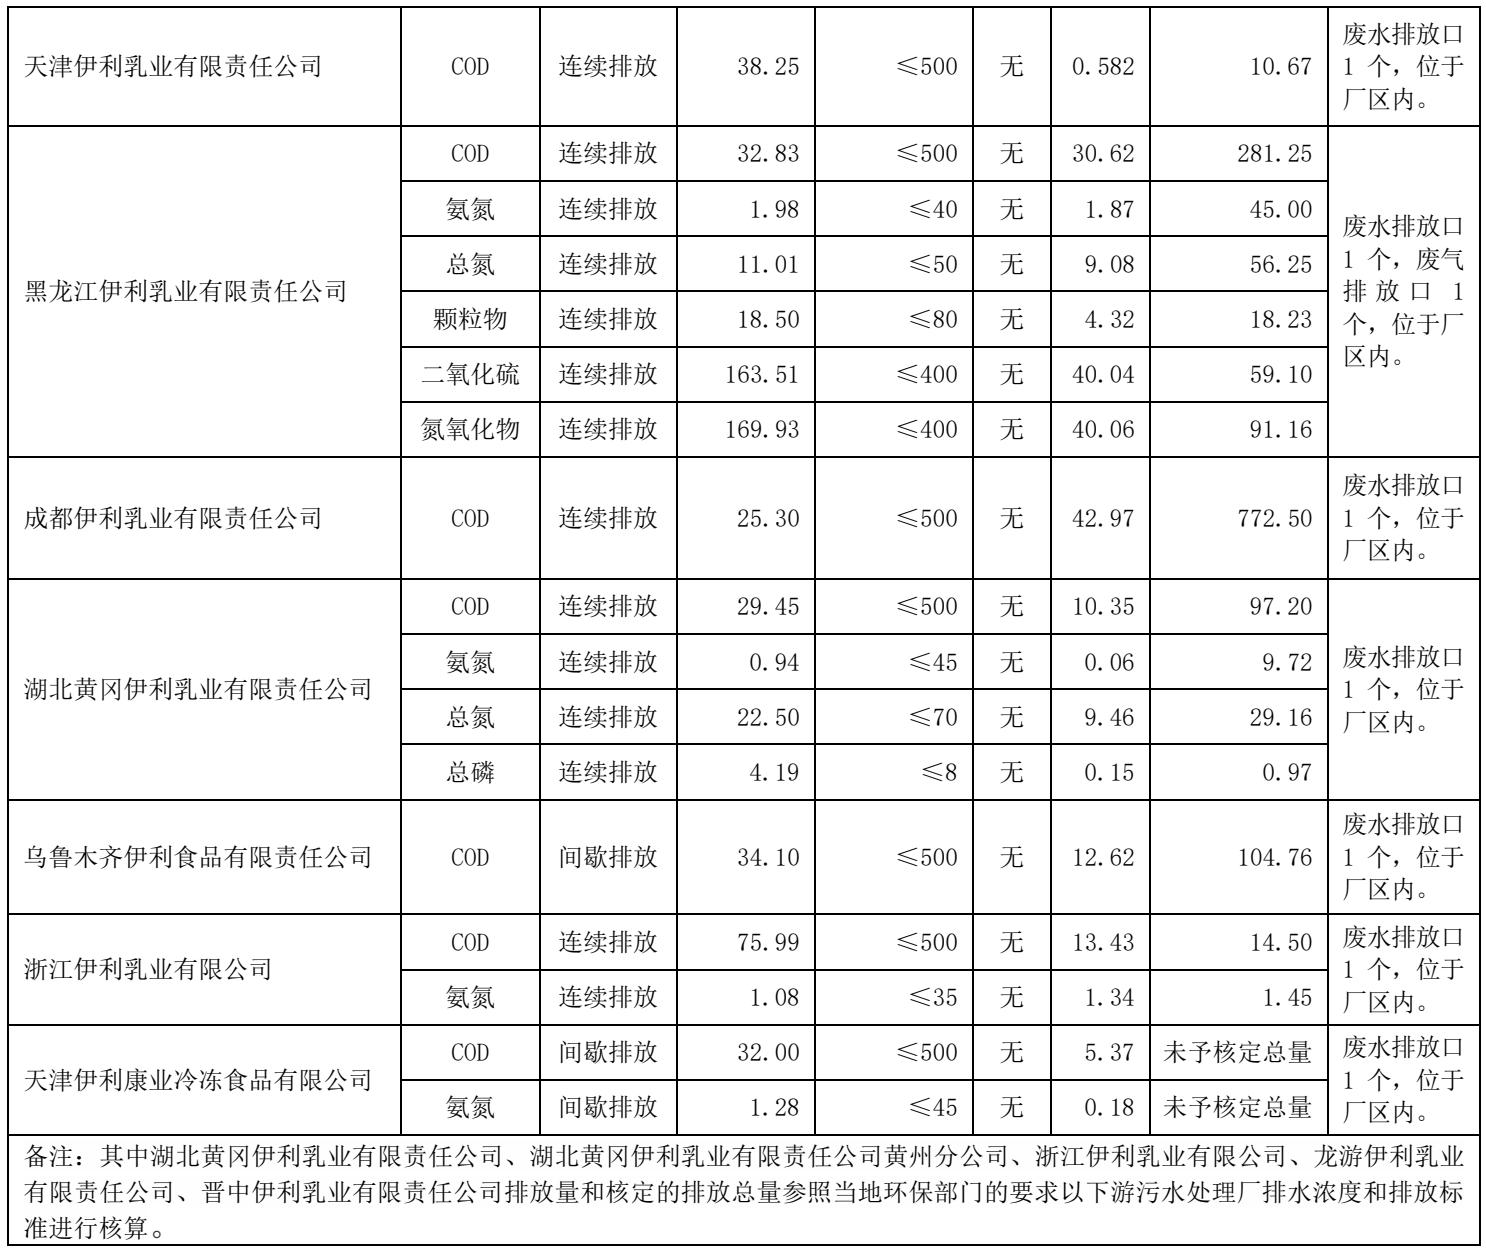 天津伊利乳业有限责任公司 COD 连续排放 38.25 ≤500 无 0.582 10.67 废水排放口
1 个，位于
厂区内。
黑龙江伊利乳业有限责任公司 COD 连续排放 32.83 ≤500 无 30.62 281.25
氨氮 连续排放 1.98 ≤40 无 1.87 45.00
总氮 连续排放 11.01 ≤50 无 9.08 56.25
颗粒物 连续排放 18.50 ≤80 无 4.32 18.23
二氧化硫 连续排放 163.51 ≤400 无 40.04 59.10
氮氧化物 连续排放 169.93 ≤400 无 40.06 91.16
废水排放口
1 个，废气
排放口 1
个，位于厂
区内。
成都伊利乳业有限责任公司 COD 连续排放 25.30 ≤500 无 42.97 772.50 废水排放口
1 个，位于
厂区内。
湖北黄冈伊利乳业有限责任公司 COD 连续排放 29.45 ≤500 无 10.35 97.20
氨氮 连续排放 0.94 ≤45 无 0.06 9.72
总氮 连续排放 22.50 ≤70 无 9.46 29.16
总磷 连续排放 4.19 ≤8 无 0.15 0.97
废水排放口
1 个，位于
厂区内。
乌鲁木齐伊利食品有限责任公司 COD 间歇排放 34.10 ≤500 无 12.62 104.76 废水排放口
1 个，位于
厂区内。
浙江伊利乳业有限公司 COD 连续排放 75.99 ≤500 无 13.43 14.50
氨氮 连续排放 1.08 ≤35 无 1.34 1.45
废水排放口
1 个，位于
厂区内。
天津伊利康业冷冻食品有限公司 COD 间歇排放 32.00 ≤500 无 5.37 未予核定总量
氨氮 间歇排放 1.28 ≤45 无 0.18 未予核定总量
废水排放口
1 个，位于
厂区内。
备注：其中湖北黄冈伊利乳业有限责任公司、湖北黄冈伊利乳业有限责任公司黄州分公司、浙江伊利乳业有限公司、龙游伊利乳业
有限责任公司、晋中伊利乳业有限责任公司排放量和核定的排放总量参照当地环保部门的要求以下游污水处理厂排水浓度和排放标
准进行核算。